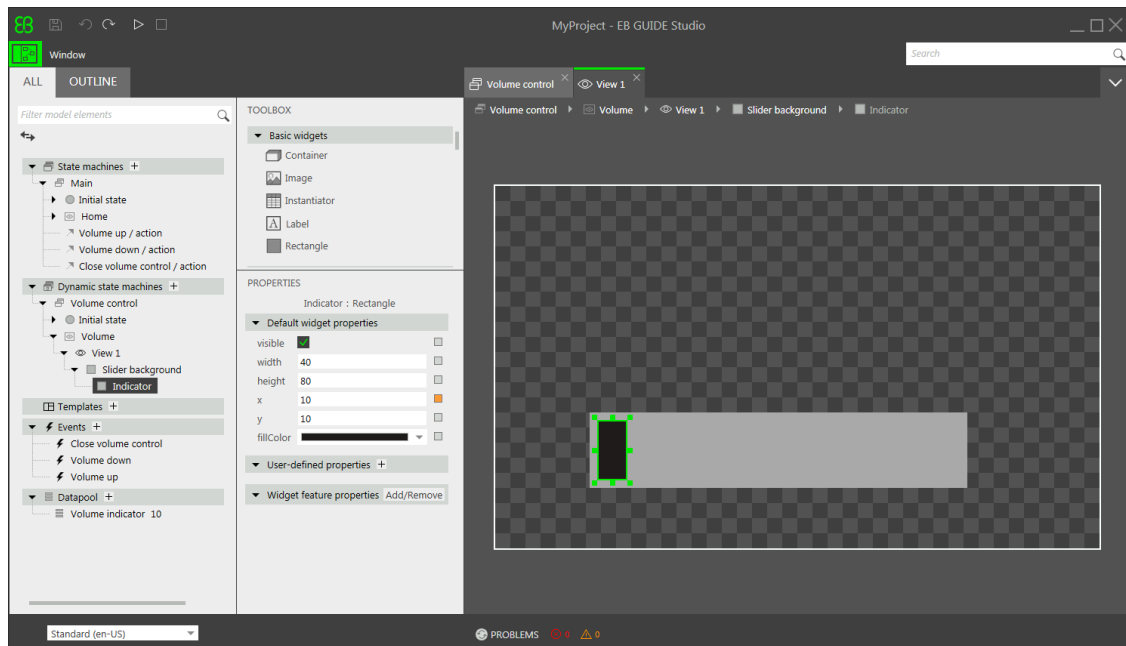 EB
MyProject - EB GUIDE Studio
Window
Search
ALL
OUTLINE
Volume control
View 1
Filter model elements
TOOLBOX
Volume control
Volume
View 1
Slider background
Indicator
Basic widgets
Container
Image
Instantiator
A Label
Rectangle
State machines +
Main
Initial state
Home
Volume up / action
Volume down / action
Close volume control / action
Dynamic state machines +
Volume control
Initial state
Volume
View 1
Slider background
Indicator
Templates +
Events +
Close volume control
Volume down
Volume up
Datapool +
Volume indicator 10
PROPERTIES
Indicator : Rectangle
Default widget properties
visible
width 40
height 80
x 10
y 10
fillColor
User-defined properties +
Widget feature properties Add/Remove
Standard (en-US)
PROBLEMS 0 0